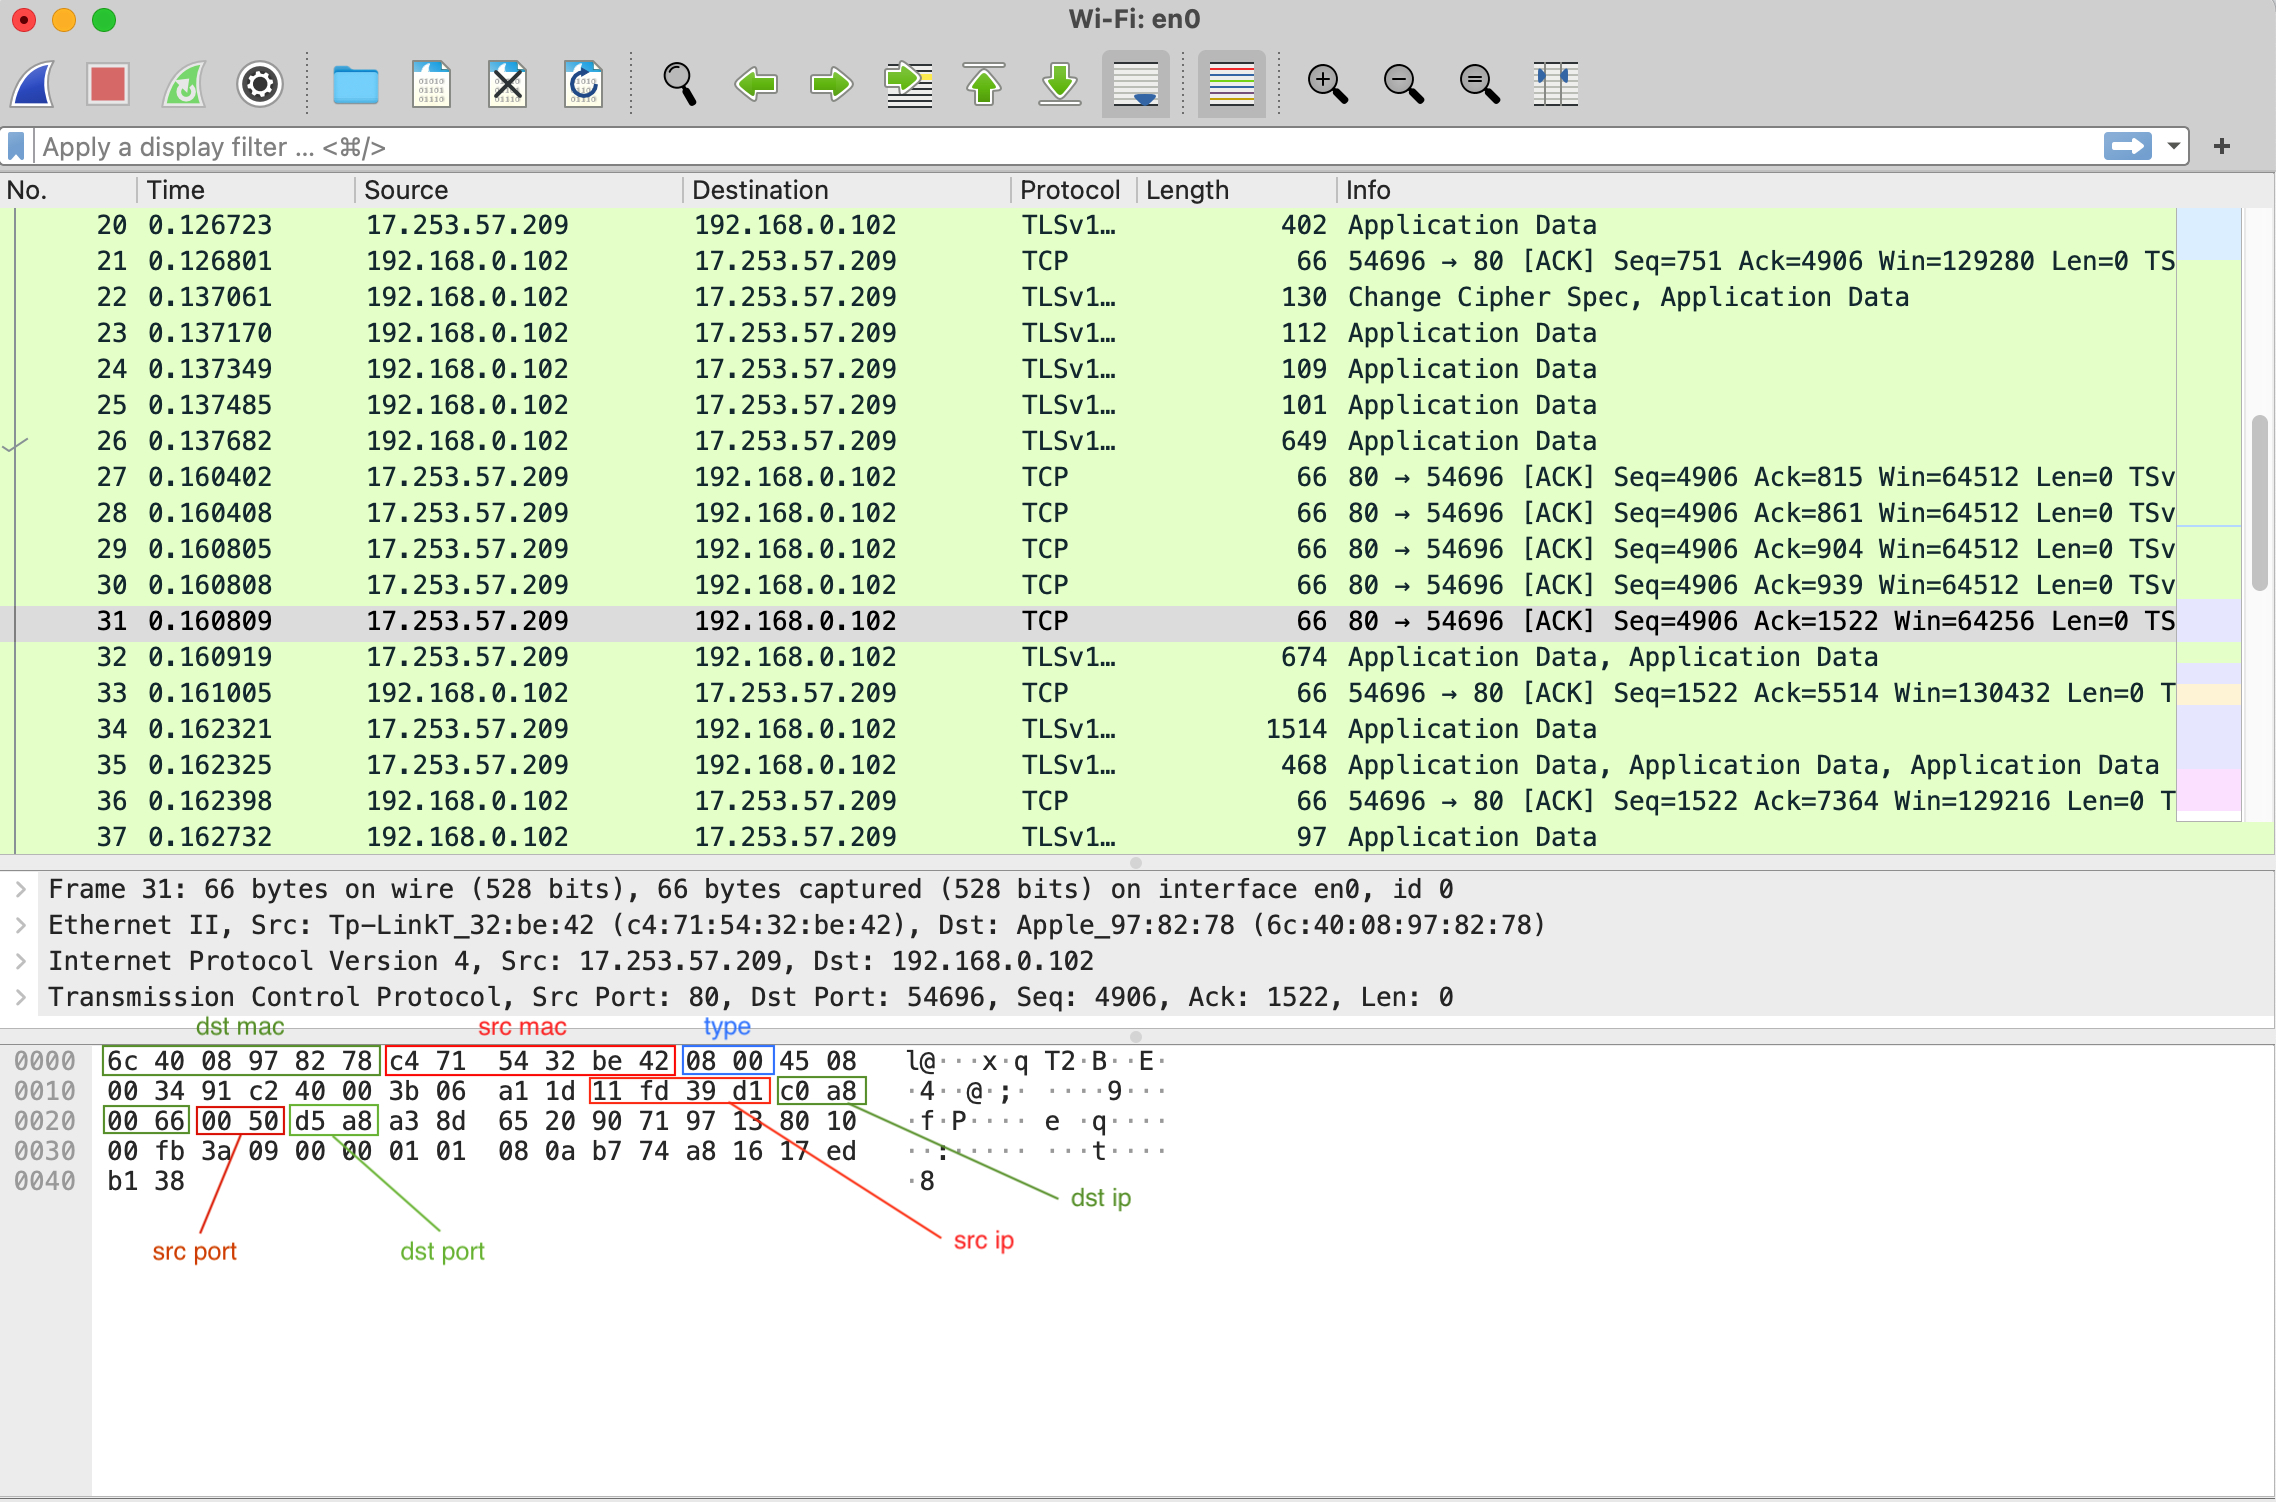 Wi-Fi: en0
Apply a display filter ... <⌘/>
No. Time Source Destination Protocol Length Info
20 0.126723 17.253.57.209 192.168.0.102 TLSv1… 402 Application Data
21 0.126801 192.168.0.102 17.253.57.209 TCP 66 54696 → 80 [ACK] Seq=751 Ack=4906 Win=129280 Len=0 TS
22 0.137061 192.168.0.102 17.253.57.209 TLSv1… 130 Change Cipher Spec, Application Data
23 0.137170 192.168.0.102 17.253.57.209 TLSv1… 112 Application Data
24 0.137349 192.168.0.102 17.253.57.209 TLSv1… 109 Application Data
25 0.137485 192.168.0.102 17.253.57.209 TLSv1… 101 Application Data
26 0.137682 192.168.0.102 17.253.57.209 TLSv1… 649 Application Data
27 0.160402 17.253.57.209 192.168.0.102 TCP 66 80 → 54696 [ACK] Seq=4906 Ack=815 Win=64512 Len=0 TSv
28 0.160408 17.253.57.209 192.168.0.102 TCP 66 80 → 54696 [ACK] Seq=4906 Ack=861 Win=64512 Len=0 TSv
29 0.160805 17.253.57.209 192.168.0.102 TCP 66 80 → 54696 [ACK] Seq=4906 Ack=904 Win=64512 Len=0 TSv
30 0.160808 17.253.57.209 192.168.0.102 TCP 66 80 → 54696 [ACK] Seq=4906 Ack=939 Win=64512 Len=0 TSv
31 0.160809 17.253.57.209 192.168.0.102 TCP 66 80 → 54696 [ACK] Seq=4906 Ack=1522 Win=64256 Len=0 TS
32 0.160919 17.253.57.209 192.168.0.102 TLSv1… 674 Application Data, Application Data
33 0.161005 192.168.0.102 17.253.57.209 TCP 66 54696 → 80 [ACK] Seq=1522 Ack=5514 Win=130432 Len=0 T
34 0.162321 17.253.57.209 192.168.0.102 TLSv1… 1514 Application Data
35 0.162325 17.253.57.209 192.168.0.102 TLSv1… 468 Application Data, Application Data, Application Data
36 0.162398 192.168.0.102 17.253.57.209 TCP 66 54696 → 80 [ACK] Seq=1522 Ack=7364 Win=129216 Len=0 T
37 0.162732 192.168.0.102 17.253.57.209 TLSv1… 97 Application Data
Frame 31: 66 bytes on wire (528 bits), 66 bytes captured (528 bits) on interface en0, id 0
Ethernet II, Src: Tp-LinkT_32:be:42 (c4:71:54:32:be:42), Dst: Apple_97:82:78 (6c:40:08:97:82:78)
Internet Protocol Version 4, Src: 17.253.57.209, Dst: 192.168.0.102
Transmission Control Protocol, Src Port: 80, Dst Port: 54696, Seq: 4906, Ack: 1522, Len: 0
dst mac src mac type
0000 6c 40 08 97 82 78 c4 71 54 32 be 42 08 00 45 08 l@···x·q T2·B··E·
0010 00 34 91 c2 40 00 3b 06 a1 1d 11 fd 39 d1 c0 a8 ·4··@·;· ····9···
0020 00 66 00 50 d5 a8 a3 8d 65 20 90 71 97 13 80 10 ·f·P···· e ·q····
0030 00 fb 3a 09 00 00 01 01 08 0a b7 74 a8 16 17 ed ··:····· ···t····
0040 b1 38 ·8
dst ip
src ip
src port dst port